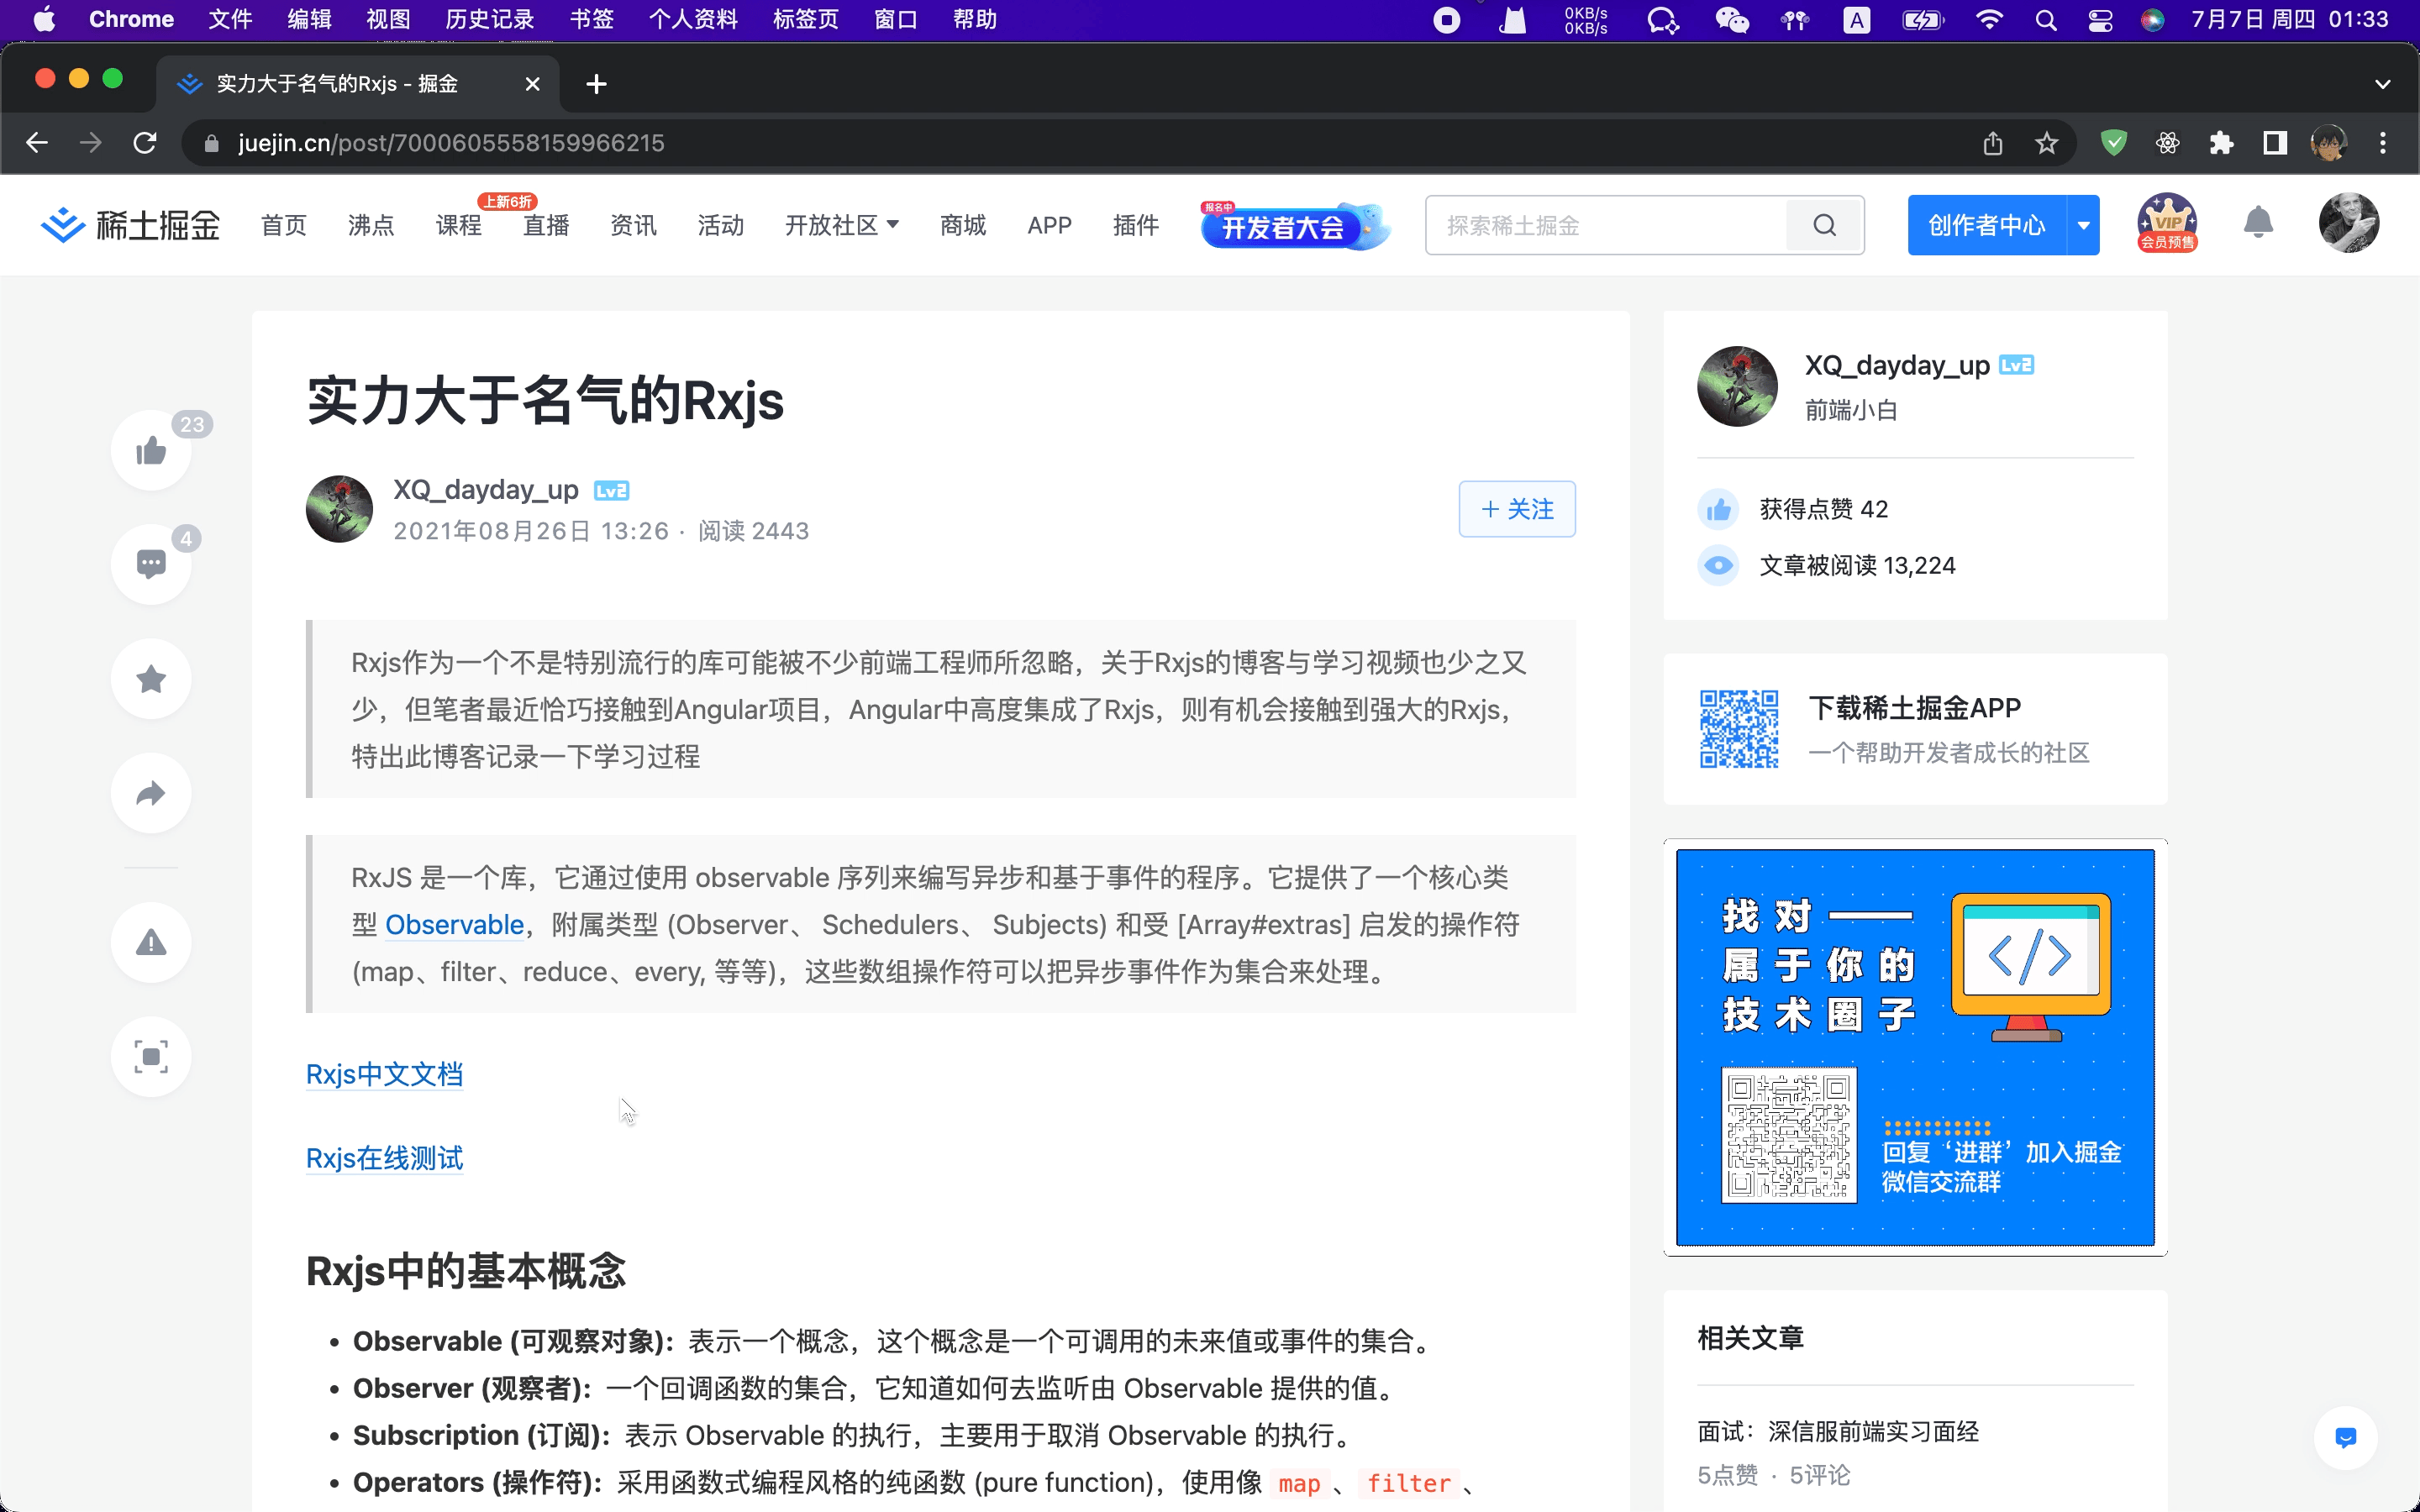 Chrome 文件 编辑 视图 历史记录 书签 个人资料 标签页 窗口 帮助 0KB/s 0KB/s A 7月7日 周四 01:33
实力大于名气的Rxjs - 掘金
juejin.cn/post/7000605558159966215
稀土掘金 首页 沸点 课程 上新6折 直播 资讯 活动 开放社区 商城 APP 插件 报名中 开发者大会 探索稀土掘金 创作者中心 VIP 会员预售
实力大于名气的Rxjs
23
4
XQ_dayday_up Lv2
2021年08月26日 13:26 · 阅读 2443
+ 关注
Rxjs作为一个不是特别流行的库可能被不少前端工程师所忽略，关于Rxjs的博客与学习视频也少之又
少，但笔者最近恰巧接触到Angular项目，Angular中高度集成了Rxjs，则有机会接触到强大的Rxjs，
特出此博客记录一下学习过程
RxJS 是一个库，它通过使用 observable 序列来编写异步和基于事件的程序。它提供了一个核心类
型 Observable，附属类型 (Observer、 Schedulers、 Subjects) 和受 [Array#extras] 启发的操作符
(map、filter、reduce、every, 等等)，这些数组操作符可以把异步事件作为集合来处理。
Rxjs中文文档
Rxjs在线测试
Rxjs中的基本概念
• Observable (可观察对象)：表示一个概念，这个概念是一个可调用的未来值或事件的集合。
• Observer (观察者)：一个回调函数的集合，它知道如何去监听由 Observable 提供的值。
• Subscription (订阅)：表示 Observable 的执行，主要用于取消 Observable 的执行。
• Operators (操作符)：采用函数式编程风格的纯函数 (pure function)，使用像 map 、 filter 、
XQ_dayday_up Lv2
前端小白
获得点赞 42
文章被阅读 13,224
下载稀土掘金APP
一个帮助开发者成长的社区
找对——
属于你的
技术圈子
回复‘进群’加入掘金
微信交流群
相关文章
面试：深信服前端实习面经
5点赞 · 5评论